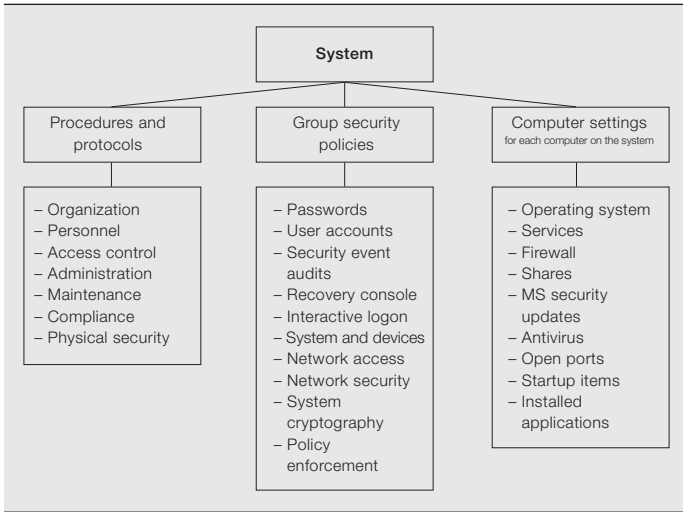 System
Procedures and
protocols
Group security
policies
Computer settings
for each computer on the system
– Organization
– Personnel
– Access control
– Administration
– Maintenance
– Compliance
– Physical security
– Passwords
– User accounts
– Security event
audits
– Recovery console
– Interactive logon
– System and devices
– Network access
– Network security
– System
cryptography
– Policy
enforcement
– Operating system
– Services
– Firewall
– Shares
– MS security
updates
– Antivirus
– Open ports
– Startup items
– Installed
applications